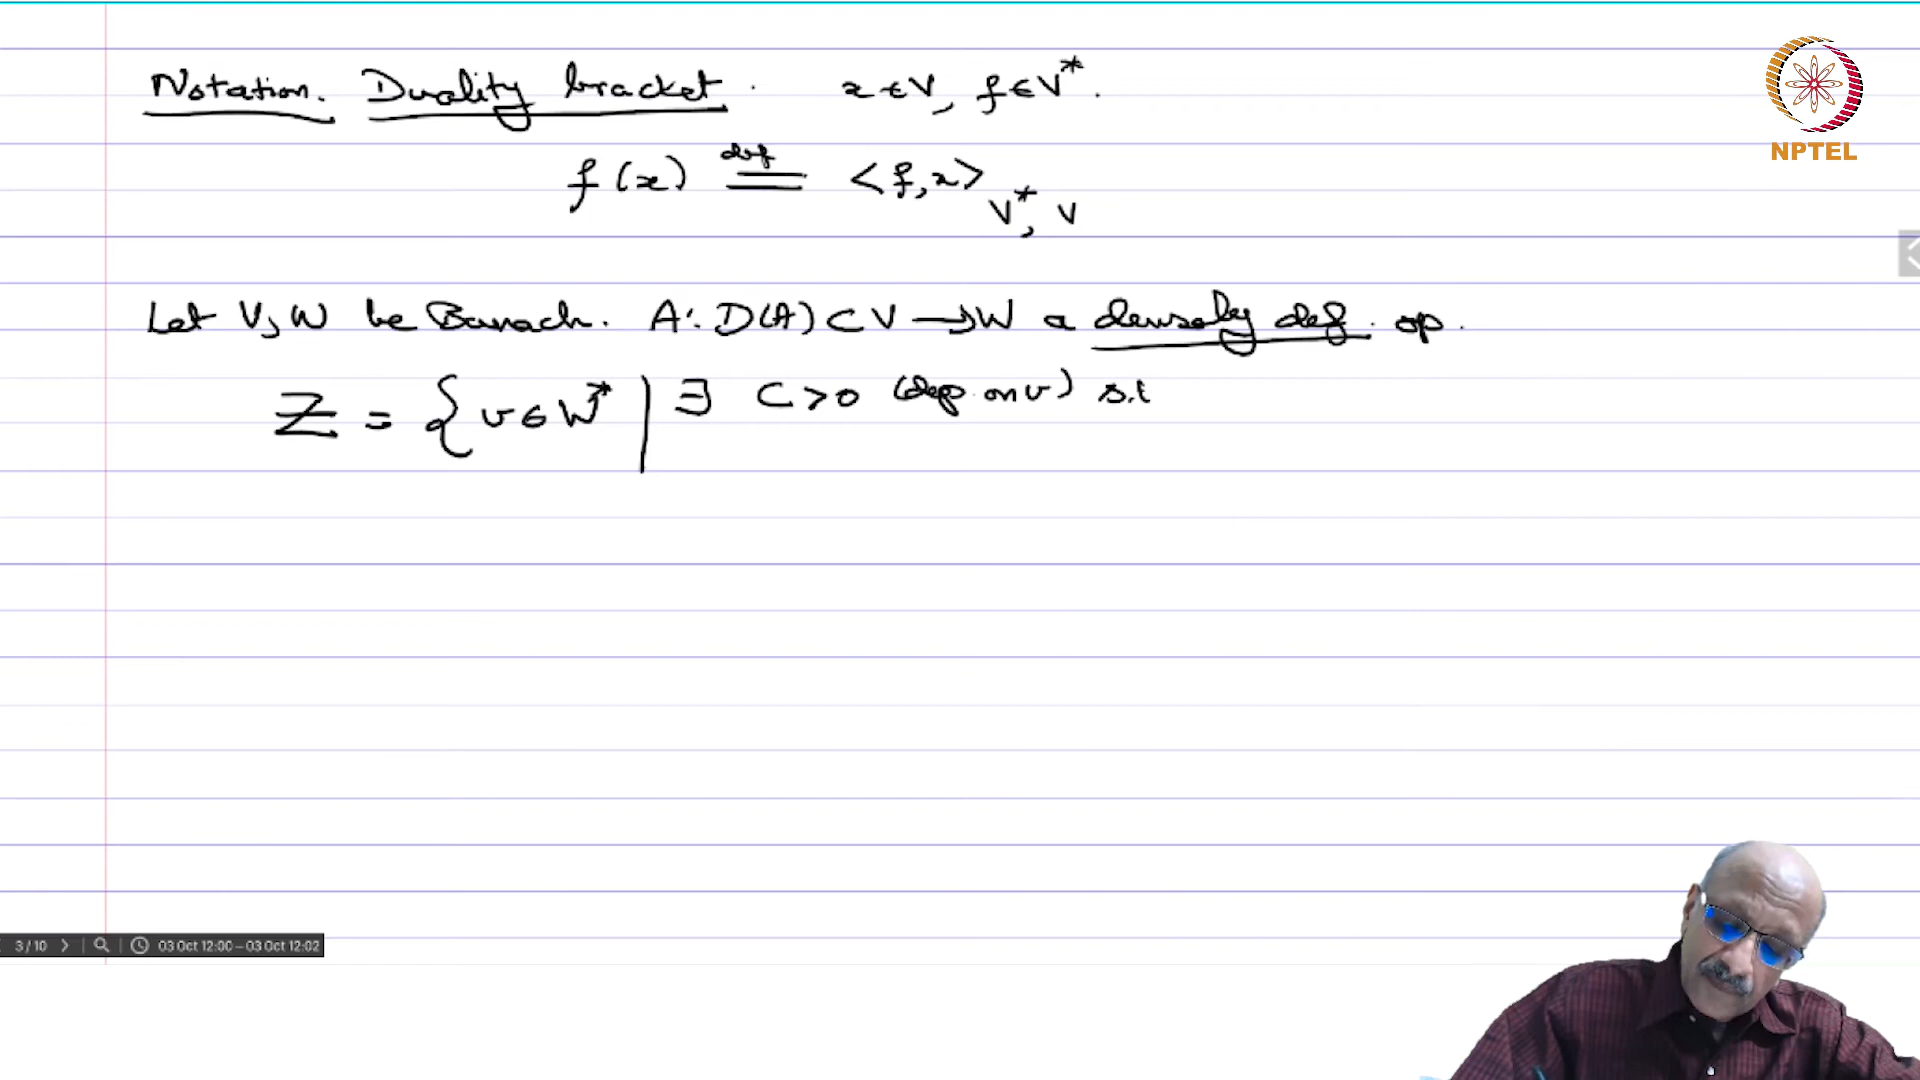 Notation. Duality bracket. x ∈ V, f ∈ V*.
NPTEL
f(x) def = <f, x> V*, V
Let V, W be Banach. A: D(A) ⊂ V → W a densely def. op.
Z = { v ∈ W* | ∃ C > 0 (dep. on v) s.t
3/10 03 Oct 12:00 – 03 Oct 12:02